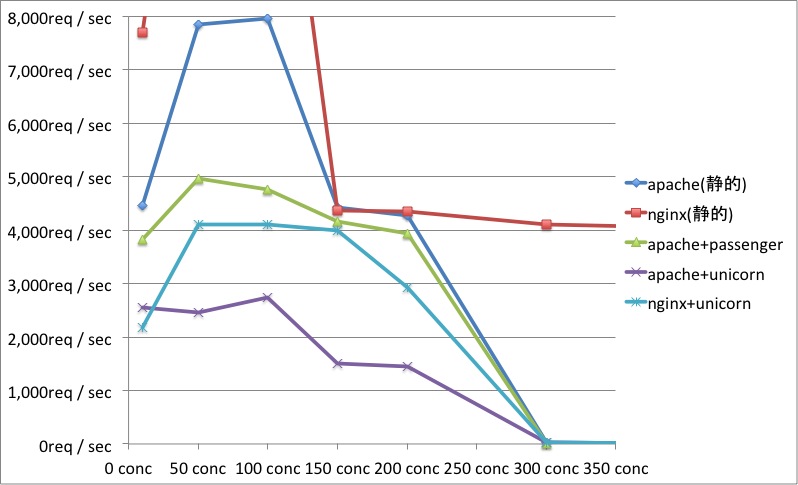 8,000req / sec
7,000req / sec
6,000req / sec
5,000req / sec
4,000req / sec
3,000req / sec
2,000req / sec
1,000req / sec
0req / sec
0 conc 50 conc 100 conc 150 conc 200 conc 250 conc 300 conc 350 conc
apache(静的)
nginx(静的)
apache+passenger
apache+unicorn
nginx+unicorn